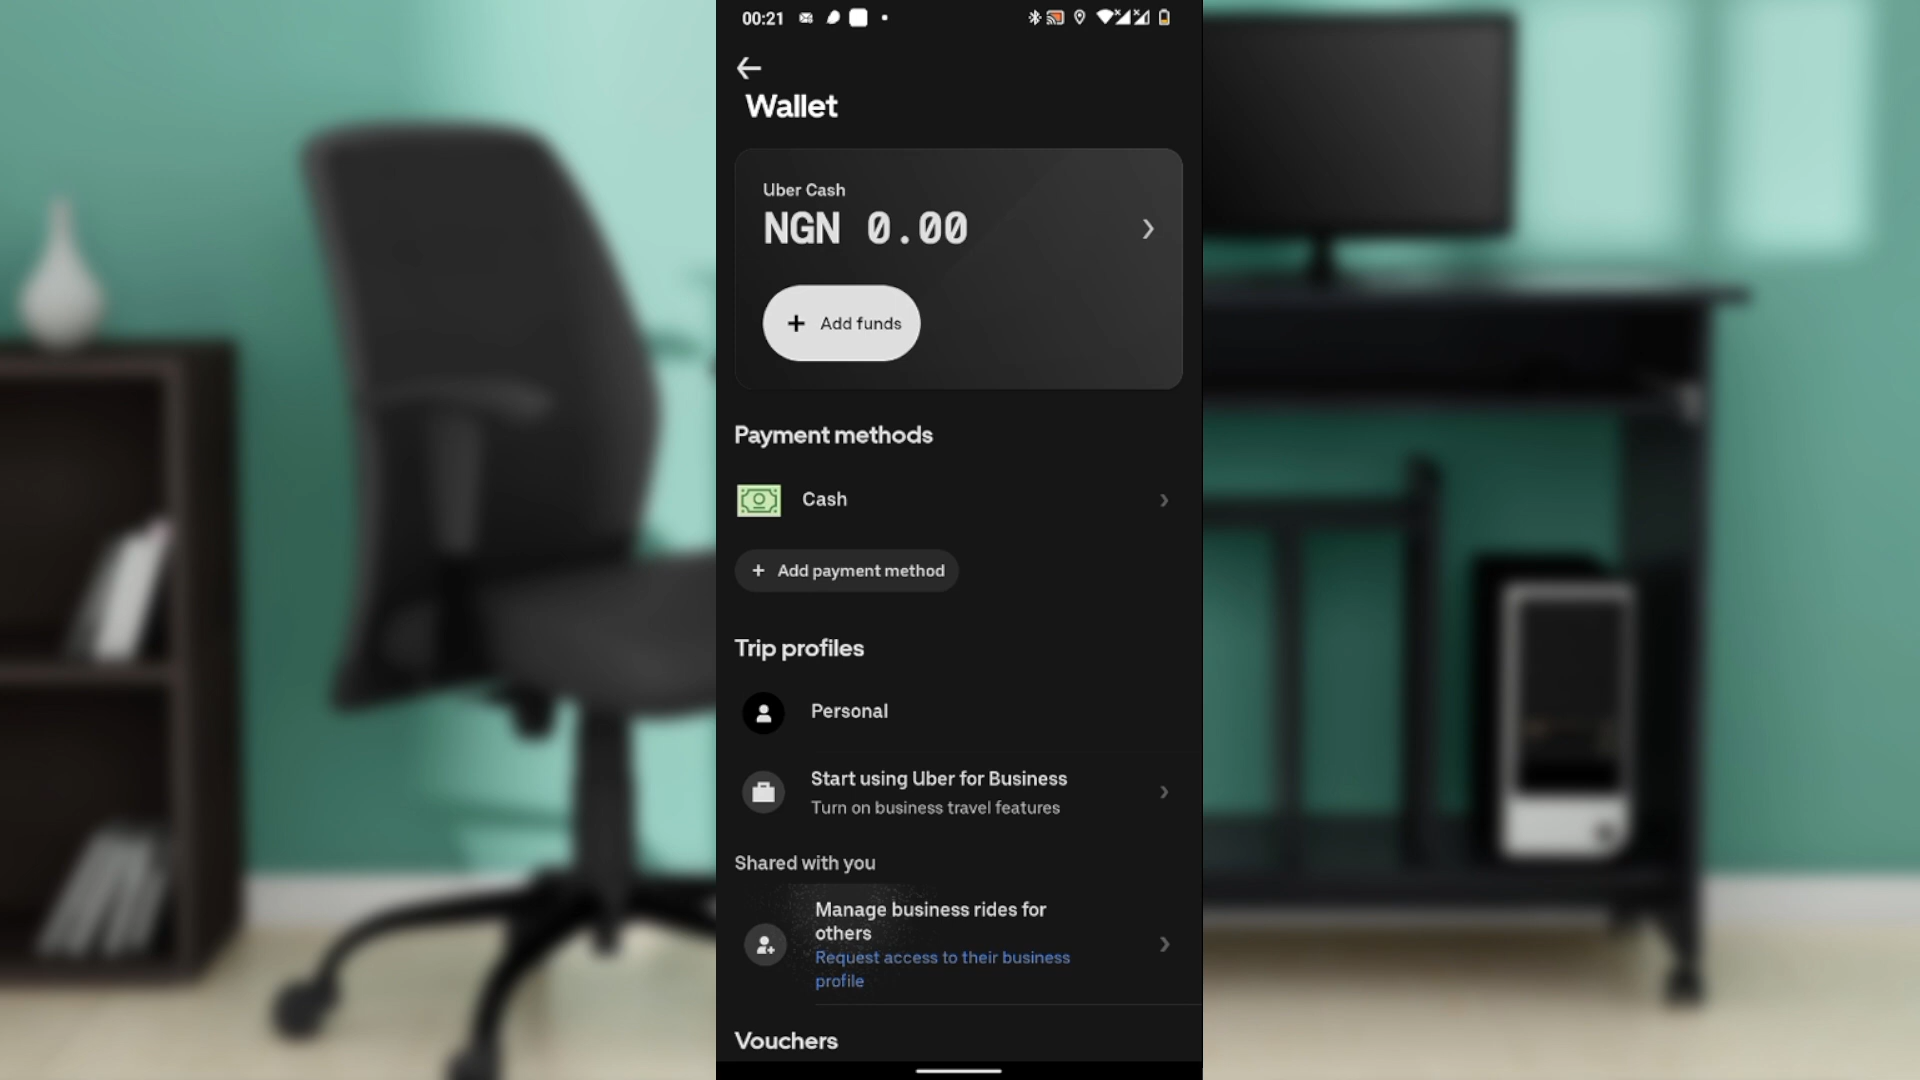 00:21
Wallet
Uber Cash
NGN 0.00
+ Add funds
Payment methods
Cash
+ Add payment method
Trip profiles
Personal
Start using Uber for Business
Turn on business travel features
Shared with you
Manage business rides for
others
Request access to their business
profile
Vouchers